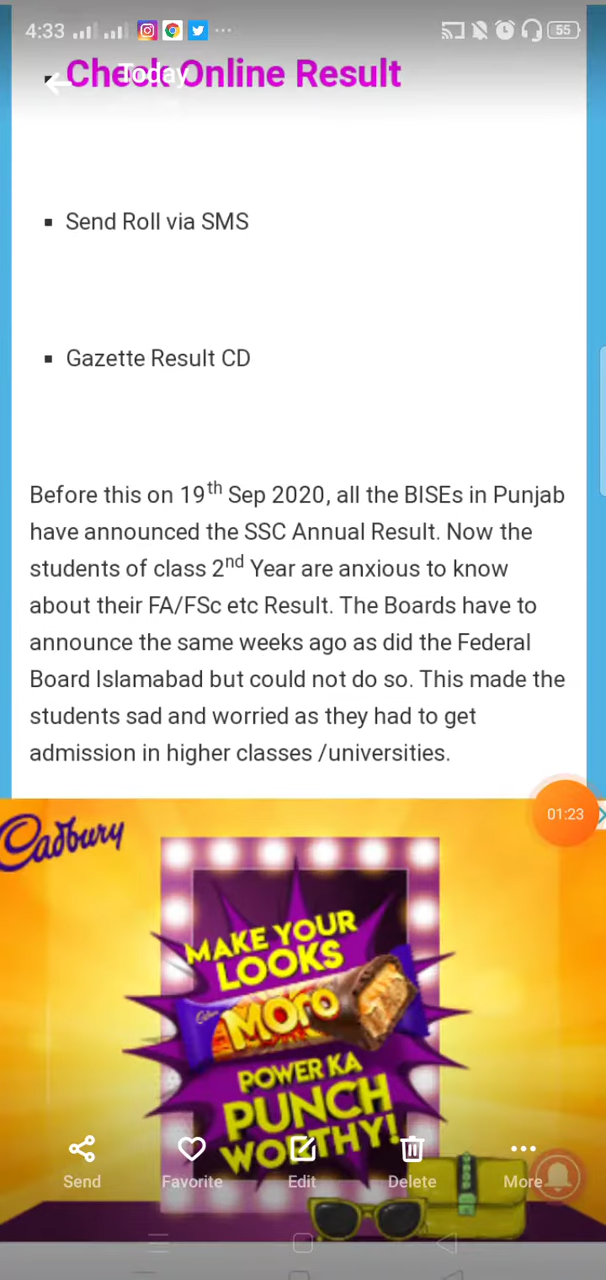 4:33
55
Today
Check Online Result
▪ Send Roll via SMS
▪ Gazette Result CD
Before this on 19th Sep 2020, all the BISEs in Punjab
have announced the SSC Annual Result. Now the
students of class 2nd Year are anxious to know
about their FA/FSc etc Result. The Boards have to
announce the same weeks ago as did the Federal
Board Islamabad but could not do so. This made the
students sad and worried as they had to get
admission in higher classes /universities.
01:23
Cadbury
MAKE YOUR
LOOKS
Cadbury
MORO
POWER KA
PUNCH
WORTHY!
Send Favorite Edit Delete More